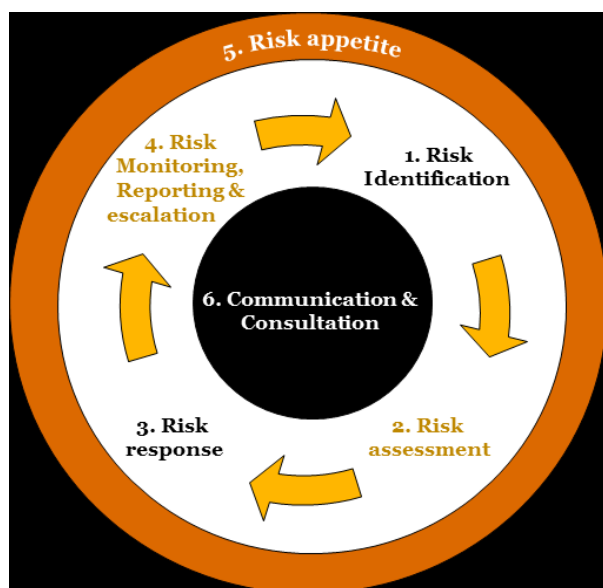 5. Risk appetite
1. Risk
Identification
2. Risk
assessment
3. Risk
response
4. Risk
Monitoring,
Reporting &
escalation
6. Communication &
Consultation